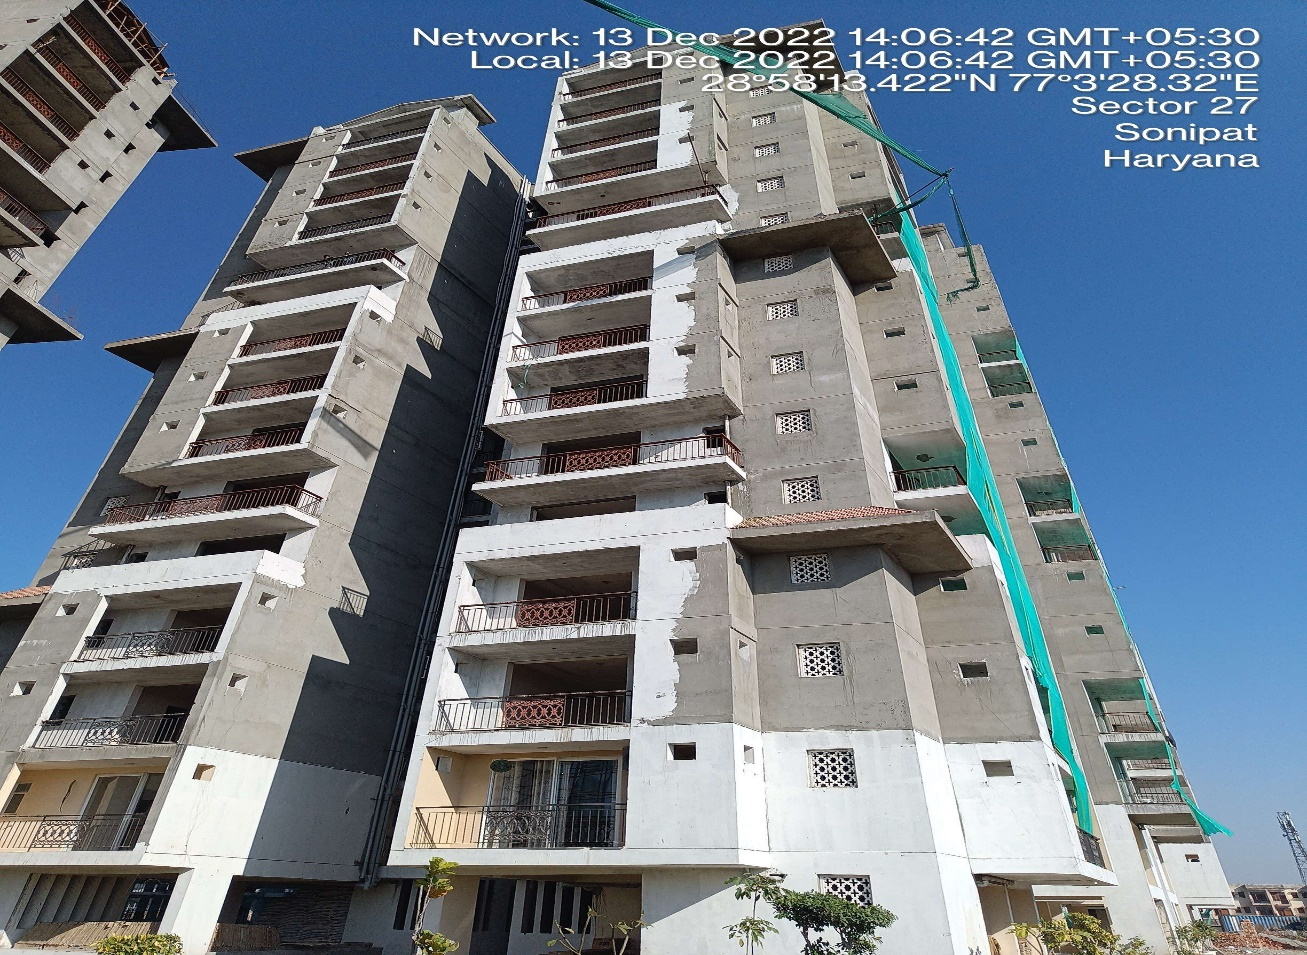 Network: 13 Dec 2022 14:06:42 GMT+05:30
Local: 13 Dec 2022 14:06:42 GMT+05:30
28°58'13.422"N 77°3'28.32"E
Sector 27
Sonipat
Haryana